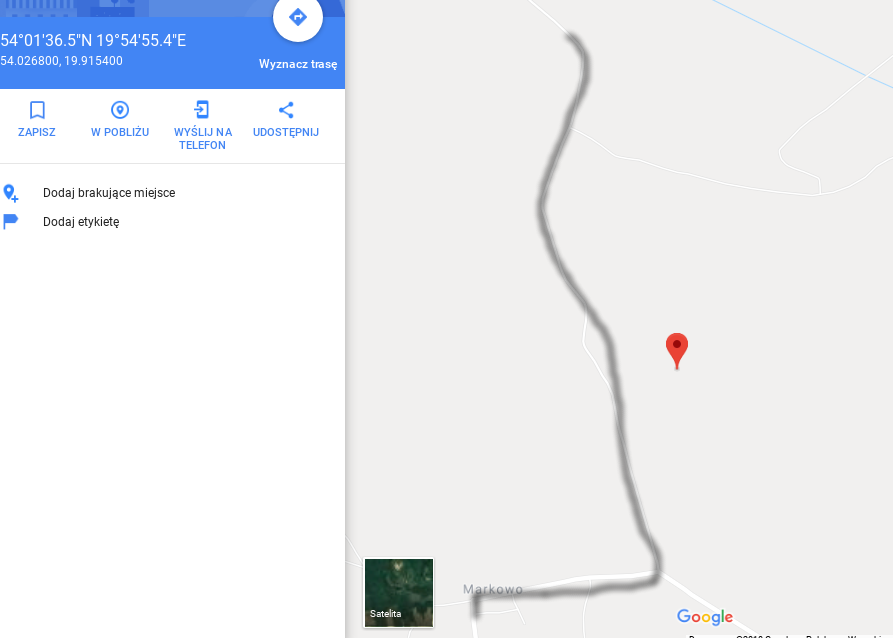 54°01'36.5"N 19°54'55.4"E
54.026800, 19.915400
Wyznacz trasę
ZAPISZ
W POBLIŻU
WYŚLIJ NA
TELEFON
UDOSTĘPNIJ
Dodaj brakujące miejsce
Dodaj etykietę
Markowo
Satelita
Google